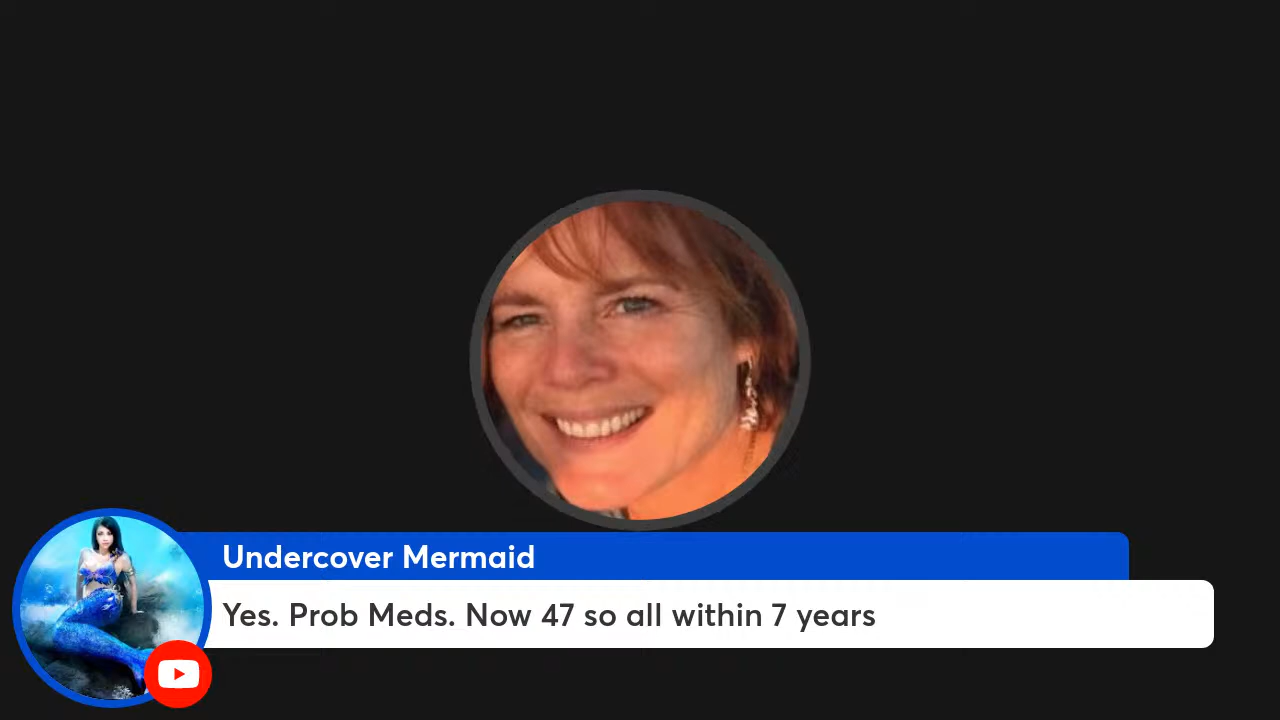 Undercover Mermaid
Yes. Prob Meds. Now 47 so all within 7 years